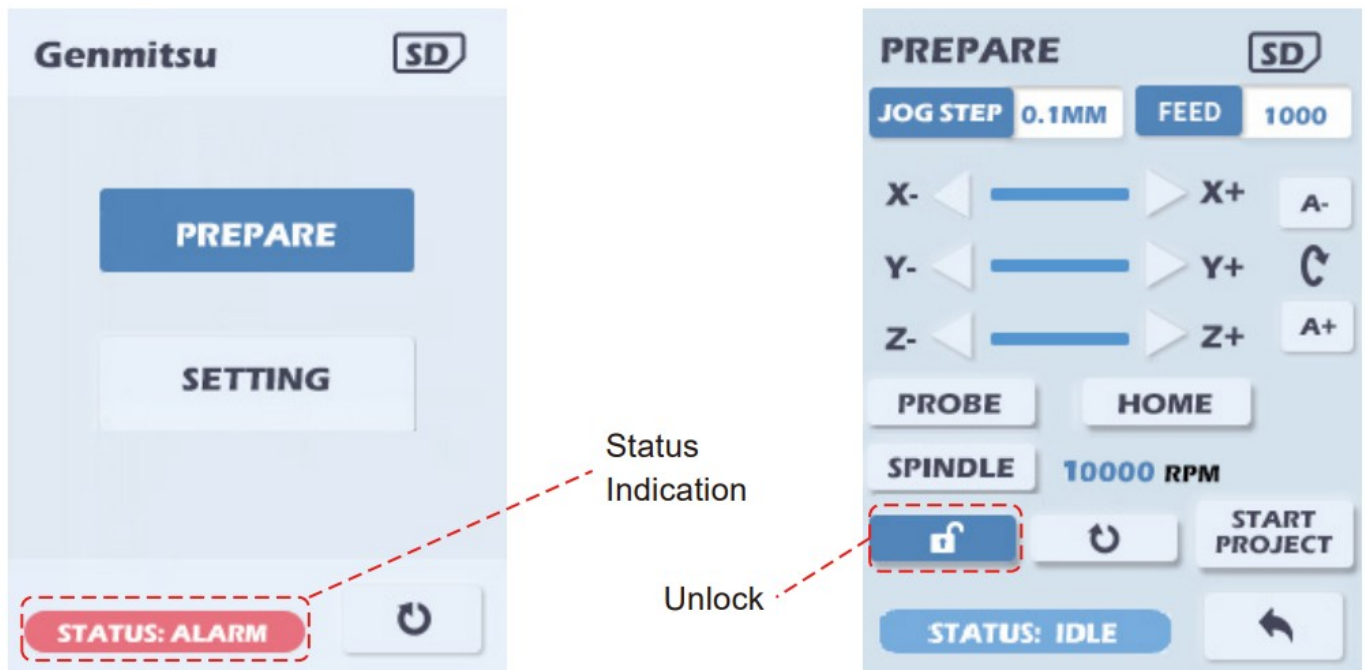 Genmitsu
SD
PREPARE
SETTING
STATUS: ALARM
Status
Indication
Unlock
PREPARE
SD
JOG STEP 0.1MM FEED 1000
X- X+ A-
Y- Y+
Z- Z+ A+
PROBE HOME
SPINDLE 10000 RPM
START
PROJECT
STATUS: IDLE